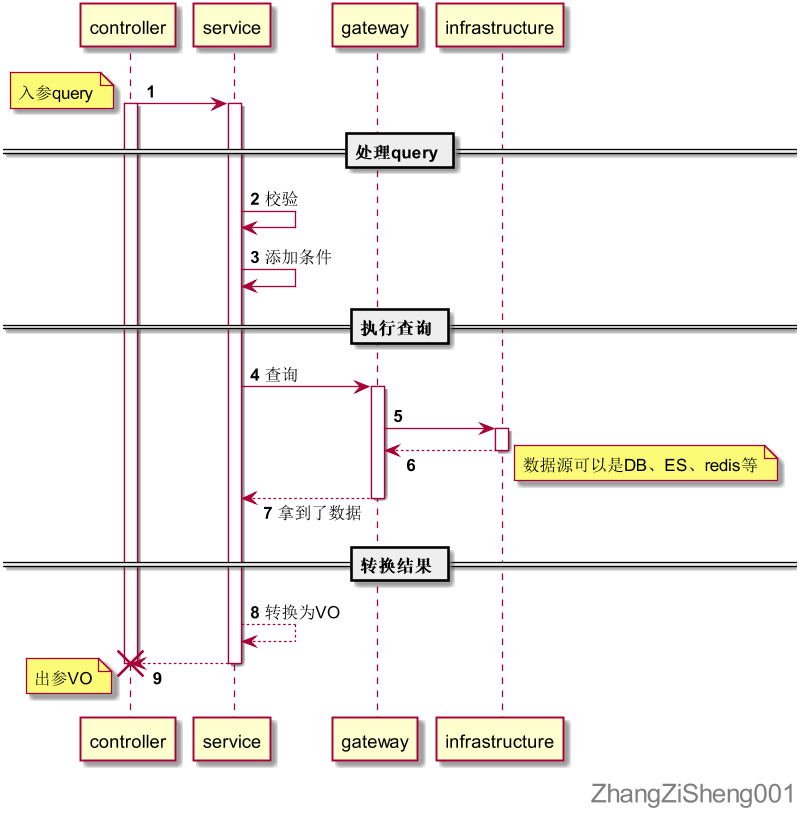 controller service gateway infrastructure
入参query
1
处理query
2 校验
3 添加条件
执行查询
4 查询
5
6
数据源可以是DB、ES、redis等
7 拿到了数据
转换结果
8 转换为VO
出参VO
9
controller service gateway infrastructure
ZhangZiSheng001